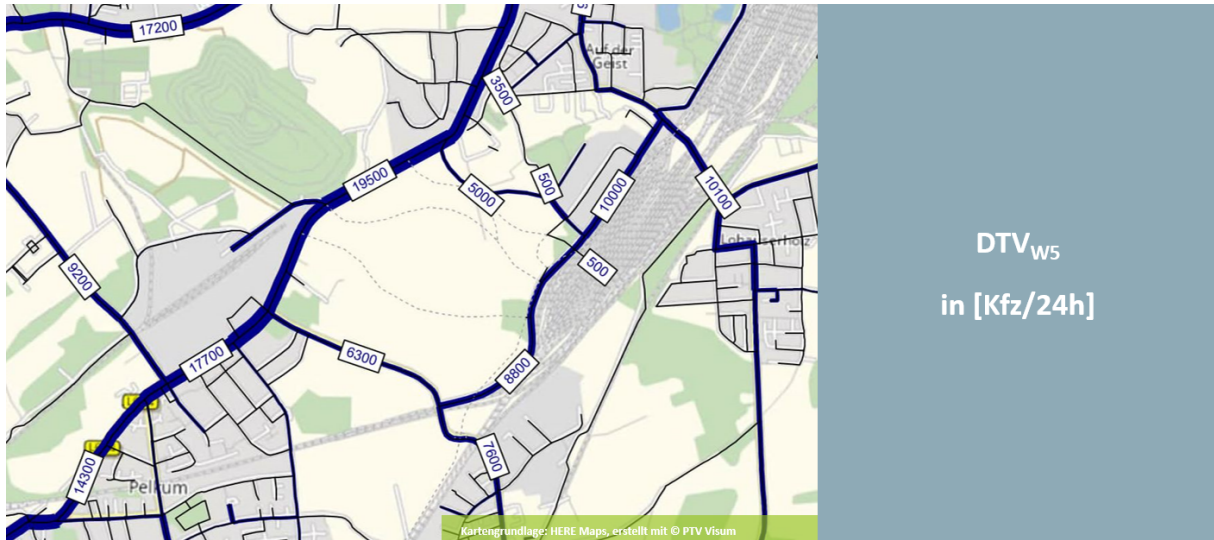 17200
3500
Auf der
Geist
19500
5000
500
10000
10100
Lohauserholz
9200
500
17700
6300
8800
14300
7600
Pelkum
Kartengrundlage: HERE Maps, erstellt mit © PTV Visum
DTVW5
in [Kfz/24h]